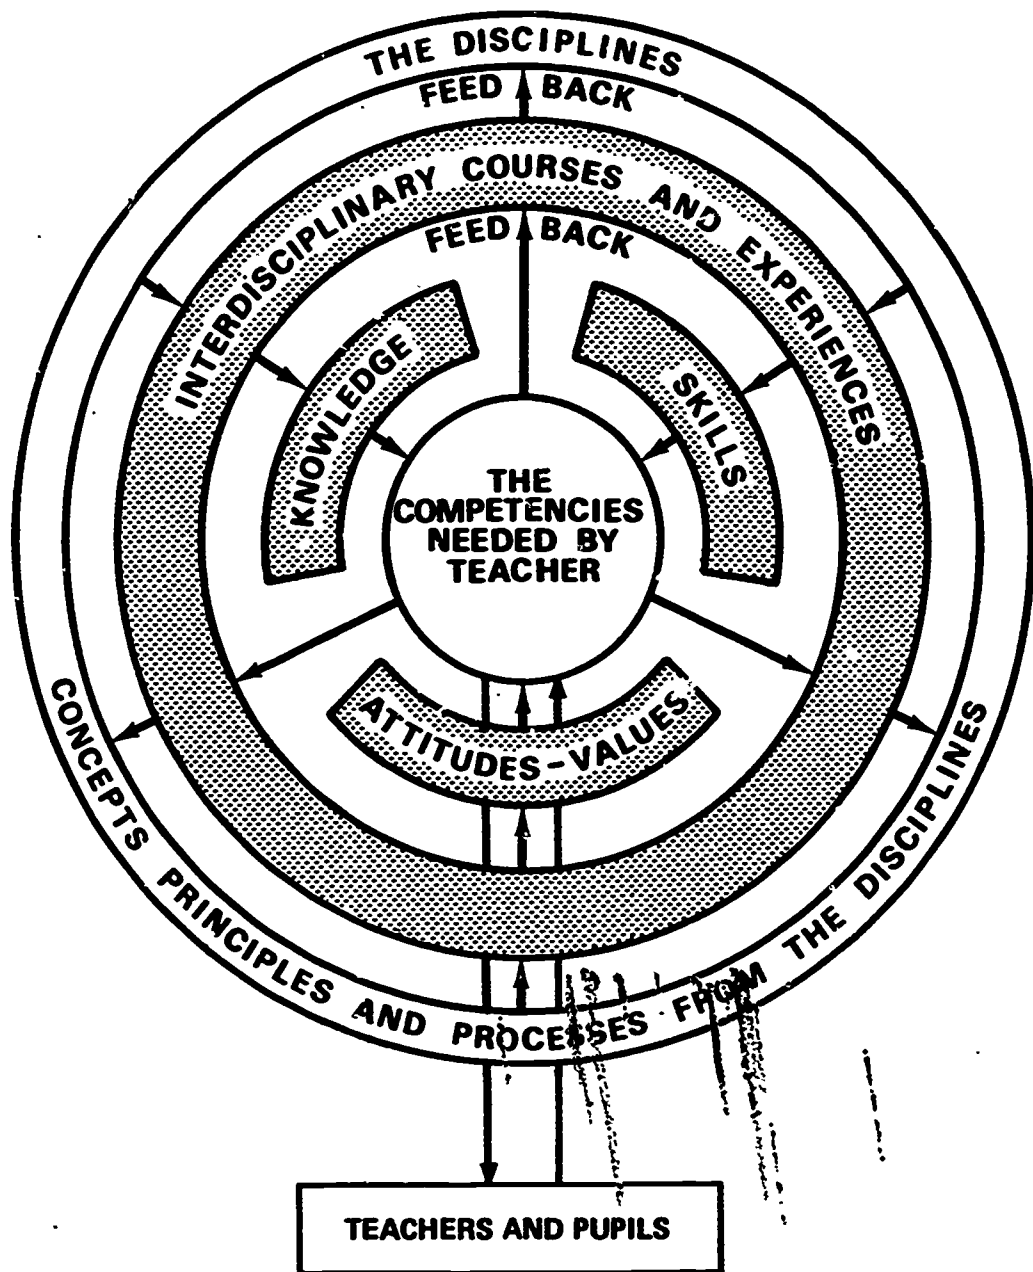 THE DISCIPLINES
FEED BACK
INTERDISCIPLINARY COURSES AND EXPERIENCES
FEED BACK
KNOWLEDGE
SKILLS
THE
COMPETENCIES
NEEDED BY
TEACHER
ATTITUDES-VALUES
CONCEPTS PRINCIPLES AND PROCESSES FROM THE DISCIPLINES
TEACHERS AND PUPILS